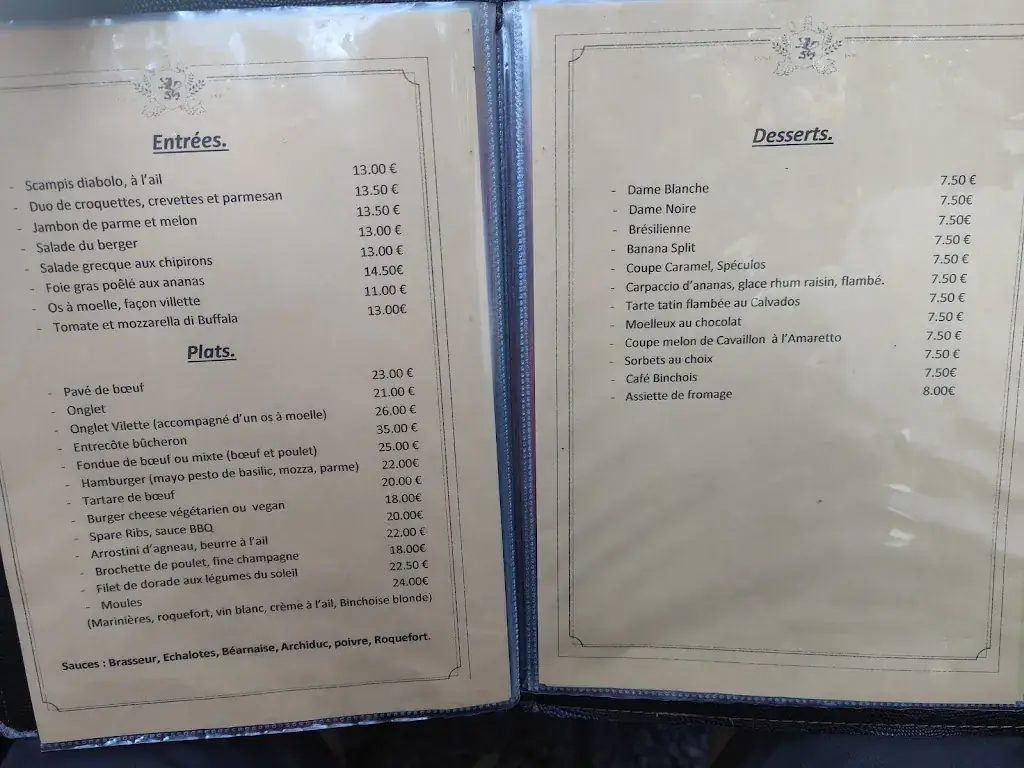 Entrées.
- Scampis diabolo, à l'ail 13.00 €
- Duo de croquettes, crevettes et parmesan 13.50 €
- Jambon de parme et melon 13.50 €
- Salade du berger 13.00 €
- Salade grecque aux chipirons 13.00 €
- Foie gras poêlé aux ananas 14.50€
- Os à moelle, façon villette 11.00 €
- Tomate et mozzarella di Buffala 13.00€
Plats.
- Pavé de bœuf 23.00 €
- Onglet 21.00 €
- Onglet Vilette (accompagné d'un os à moelle) 26.00 €
- Entrecôte bûcheron 35.00 €
- Fondue de bœuf ou mixte (bœuf et poulet) 25.00 €
- Hamburger (mayo pesto de basilic, mozza, parme) 22.00€
- Tartare de bœuf 20.00 €
- Burger cheese végétarien ou vegan 18.00€
- Spare Ribs, sauce BBQ 20.00€
- Arrostini d'agneau, beurre à l'ail 22.00 €
- Brochette de poulet, fine champagne 18.00€
- Filet de dorade aux légumes du soleil 22.50 €
- Moules 24.00€
(Marinières, roquefort, vin blanc, crème à l'ail, Binchoise blonde)
Sauces : Brasseur, Echalotes, Béarnaise, Archiduc, poivre, Roquefort.
Desserts.
- Dame Blanche 7.50 €
- Dame Noire 7.50€
- Brésilienne 7.50€
- Banana Split 7.50 €
- Coupe Caramel, Spéculos 7.50 €
- Carpaccio d'ananas, glace rhum raisin, flambé. 7.50 €
- Tarte tatin flambée au Calvados 7.50 €
- Moelleux au chocolat 7.50 €
- Coupe melon de Cavaillon à l'Amaretto 7.50 €
- Sorbets au choix 7.50 €
- Café Binchois 7.50€
- Assiette de fromage 8.00€